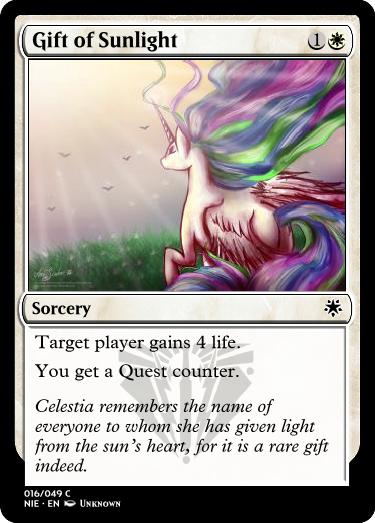 Gift of Sunlight
1
Sorcery
Target player gains 4 life.
You get a Quest counter.
Celestia remembers the name of
everyone to whom she has given light
from the sun's heart, for it is a rare gift
indeed.
016/049 C
NIE · EN Unknown